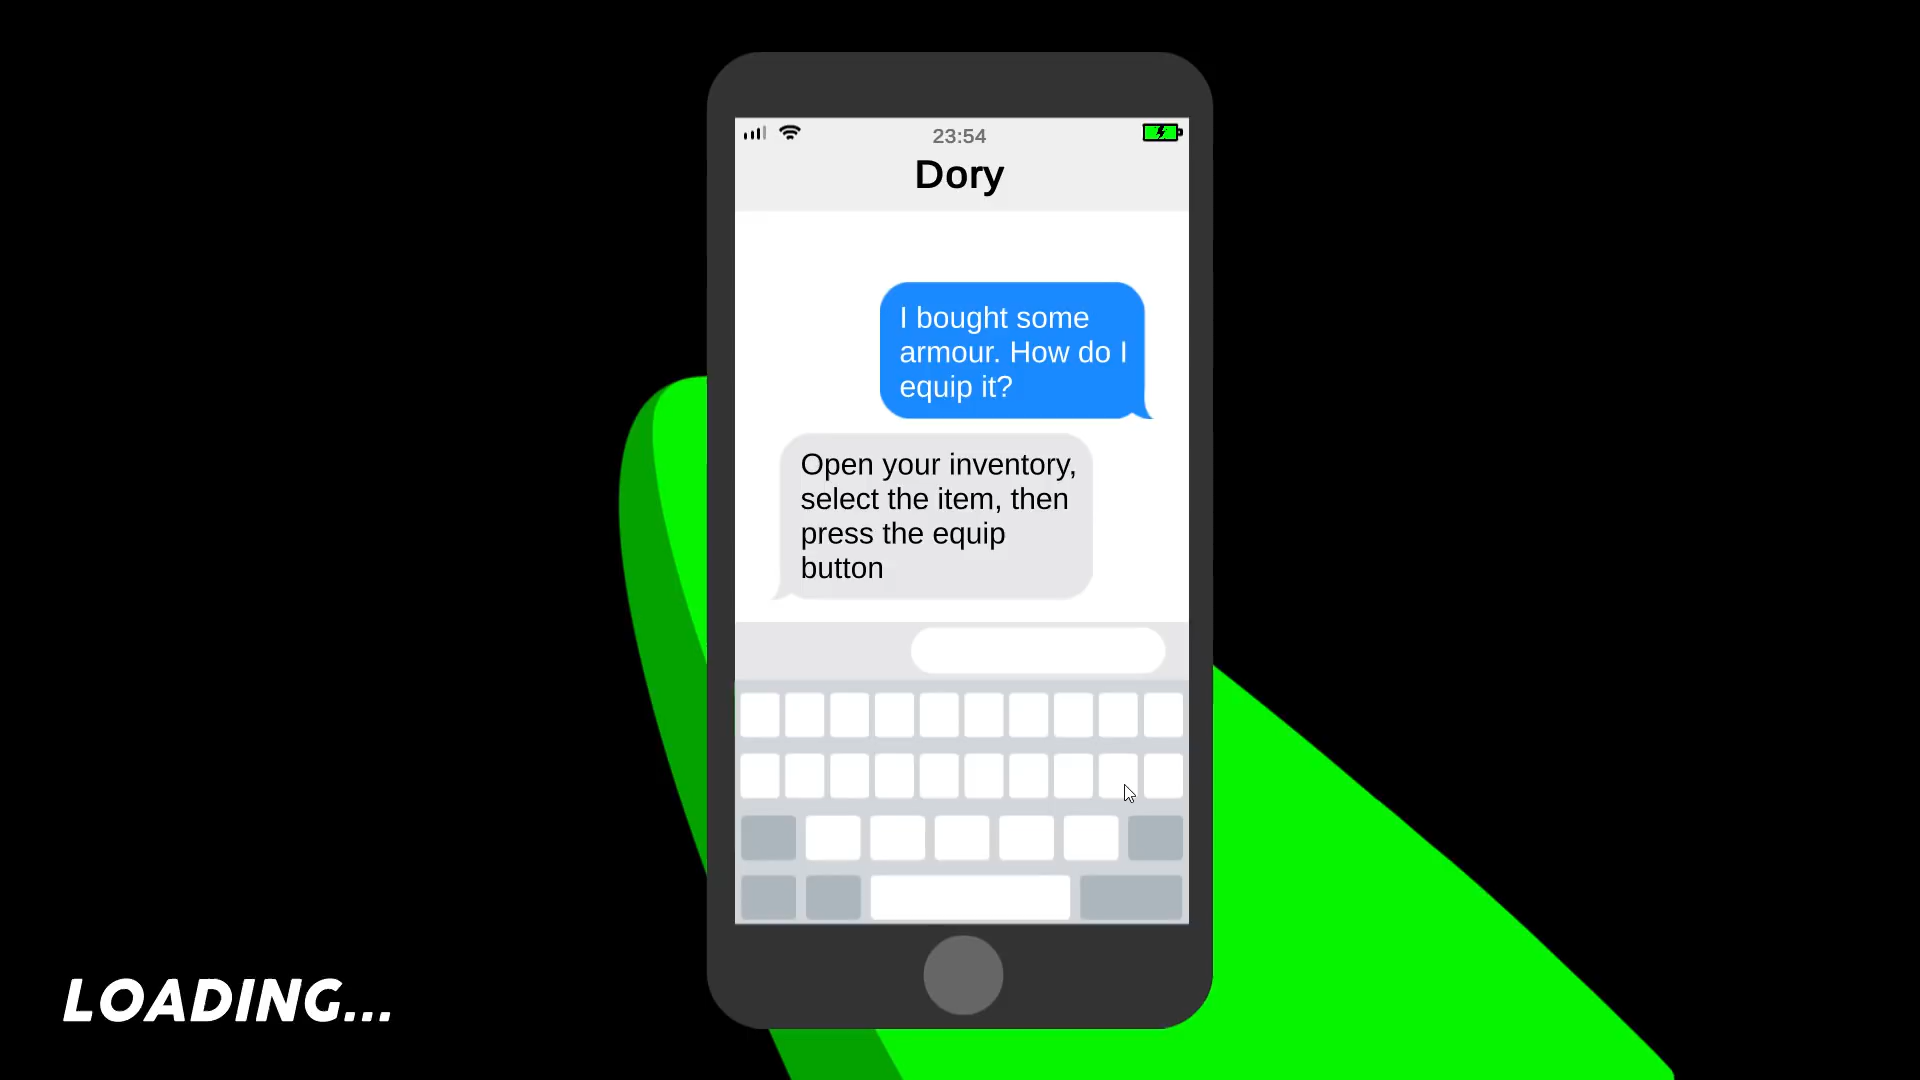 23:54
Dory
I bought some
armour. How do I
equip it?
Open your inventory,
select the item, then
press the equip
button
LOADING...